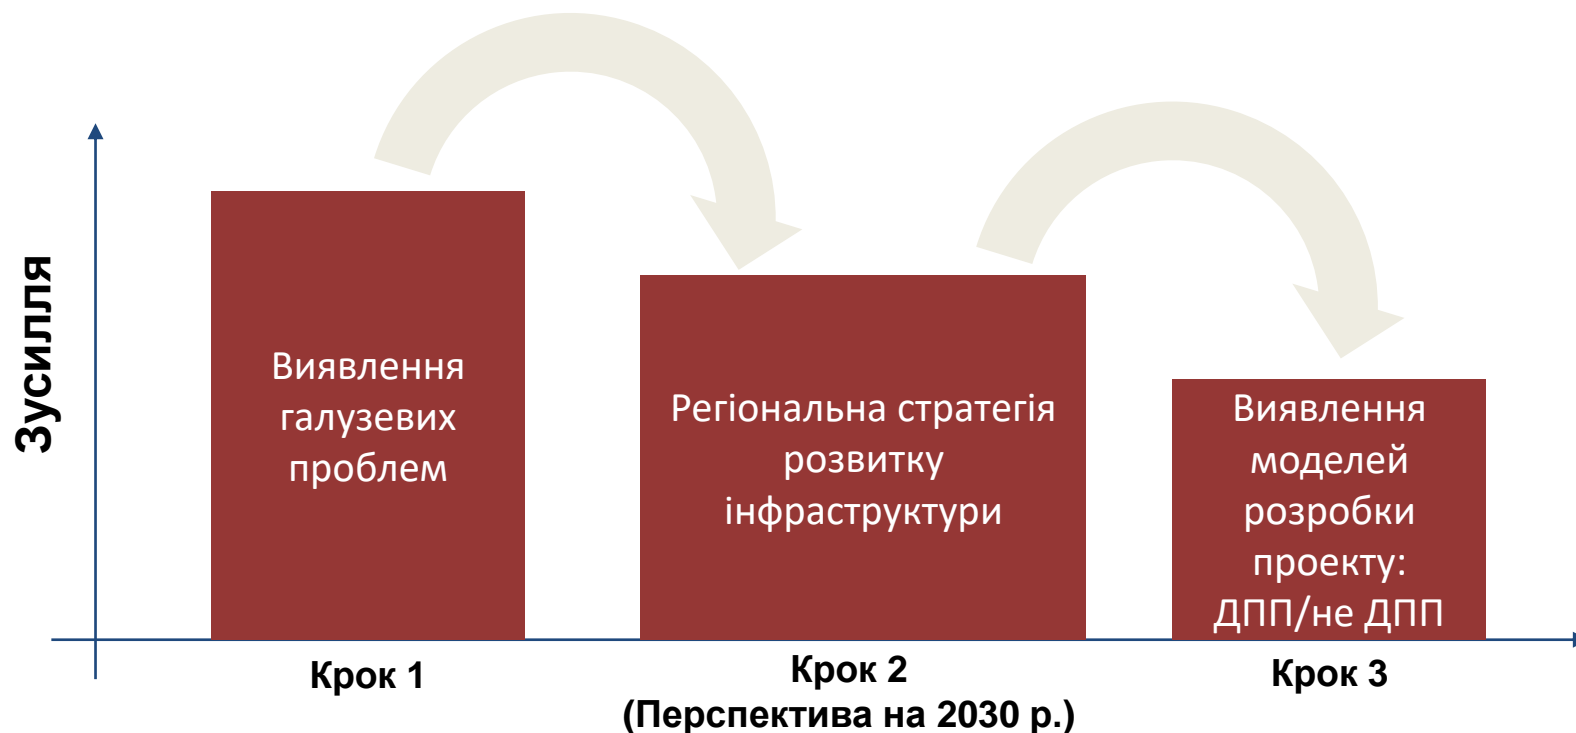 Зусилля
Виявлення
галузевих
проблем
Регіональна стратегія
розвитку
інфраструктури
Виявлення
моделей
розробки
проекту:
ДПП/не ДПП
Крок 1
Крок 2
(Перспектива на 2030 р.)
Крок 3